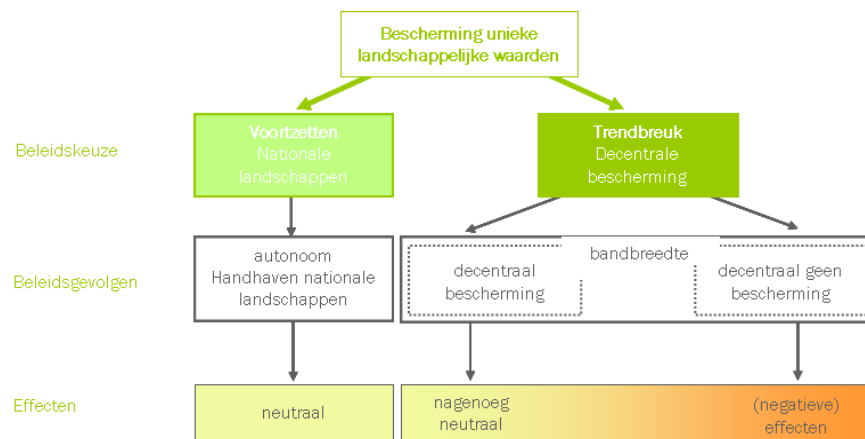 Bescherming unieke
landschappelijke waarden
Beleidskeuze
Voortzetten
Nationale
landschappen
Trendbreuk
Decentrale
bescherming
Beleidsgevolgen
autonoom
Handhaven nationale
landschappen
bandbreedte
decentraal
bescherming
decentraal geen
bescherming
Effecten
neutraal
nagenoeg
neutraal
(negatieve)
effecten